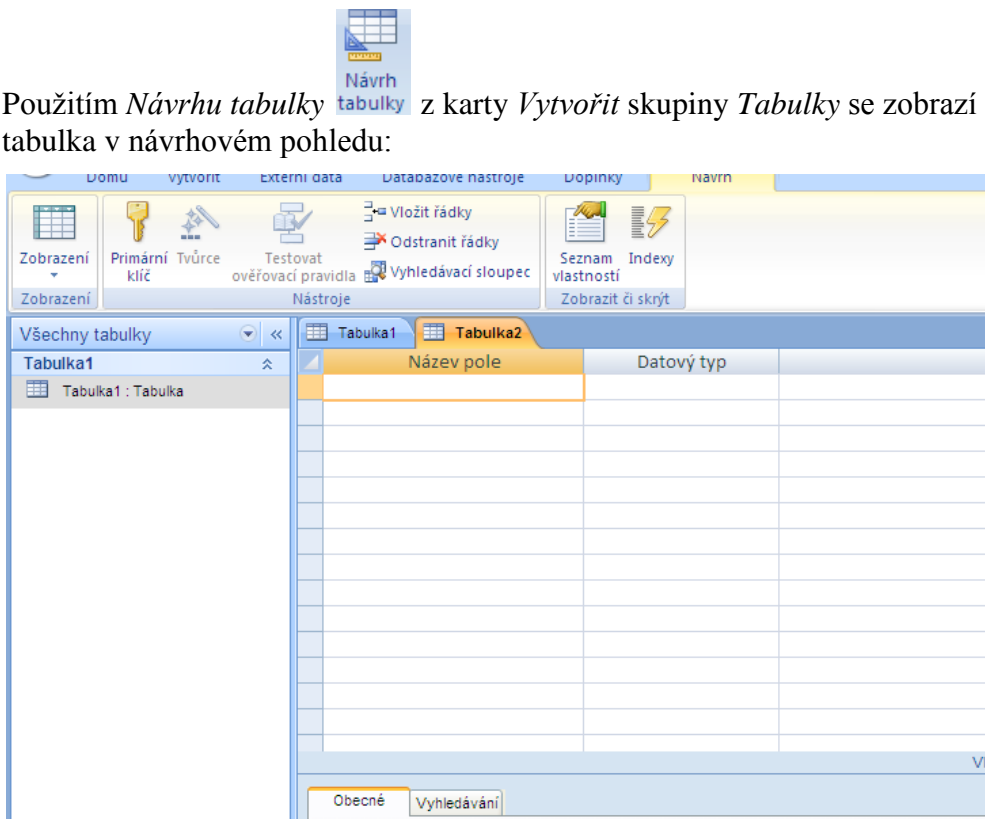 Návrh
tabulky
Použitím Návrhu tabulky z karty Vytvořit skupiny Tabulky se zobrazí
tabulka v návrhovém pohledu:
Domů Vytvořit Externí data Databázové nástroje Doplňky Návrh
Zobrazení
Primární klíč
Tvůrce
Testovat ověřovací pravidla
Vložit řádky
Odstranit řádky
Vyhledávací sloupec
Seznam vlastností
Indexy
Zobrazení Nástroje Zobrazit či skrýt
Všechny tabulky «
Tabulka1 Tabulka2
Tabulka1
Název pole Datový typ
Tabulka1 : Tabulka
Obecné Vyhledávání